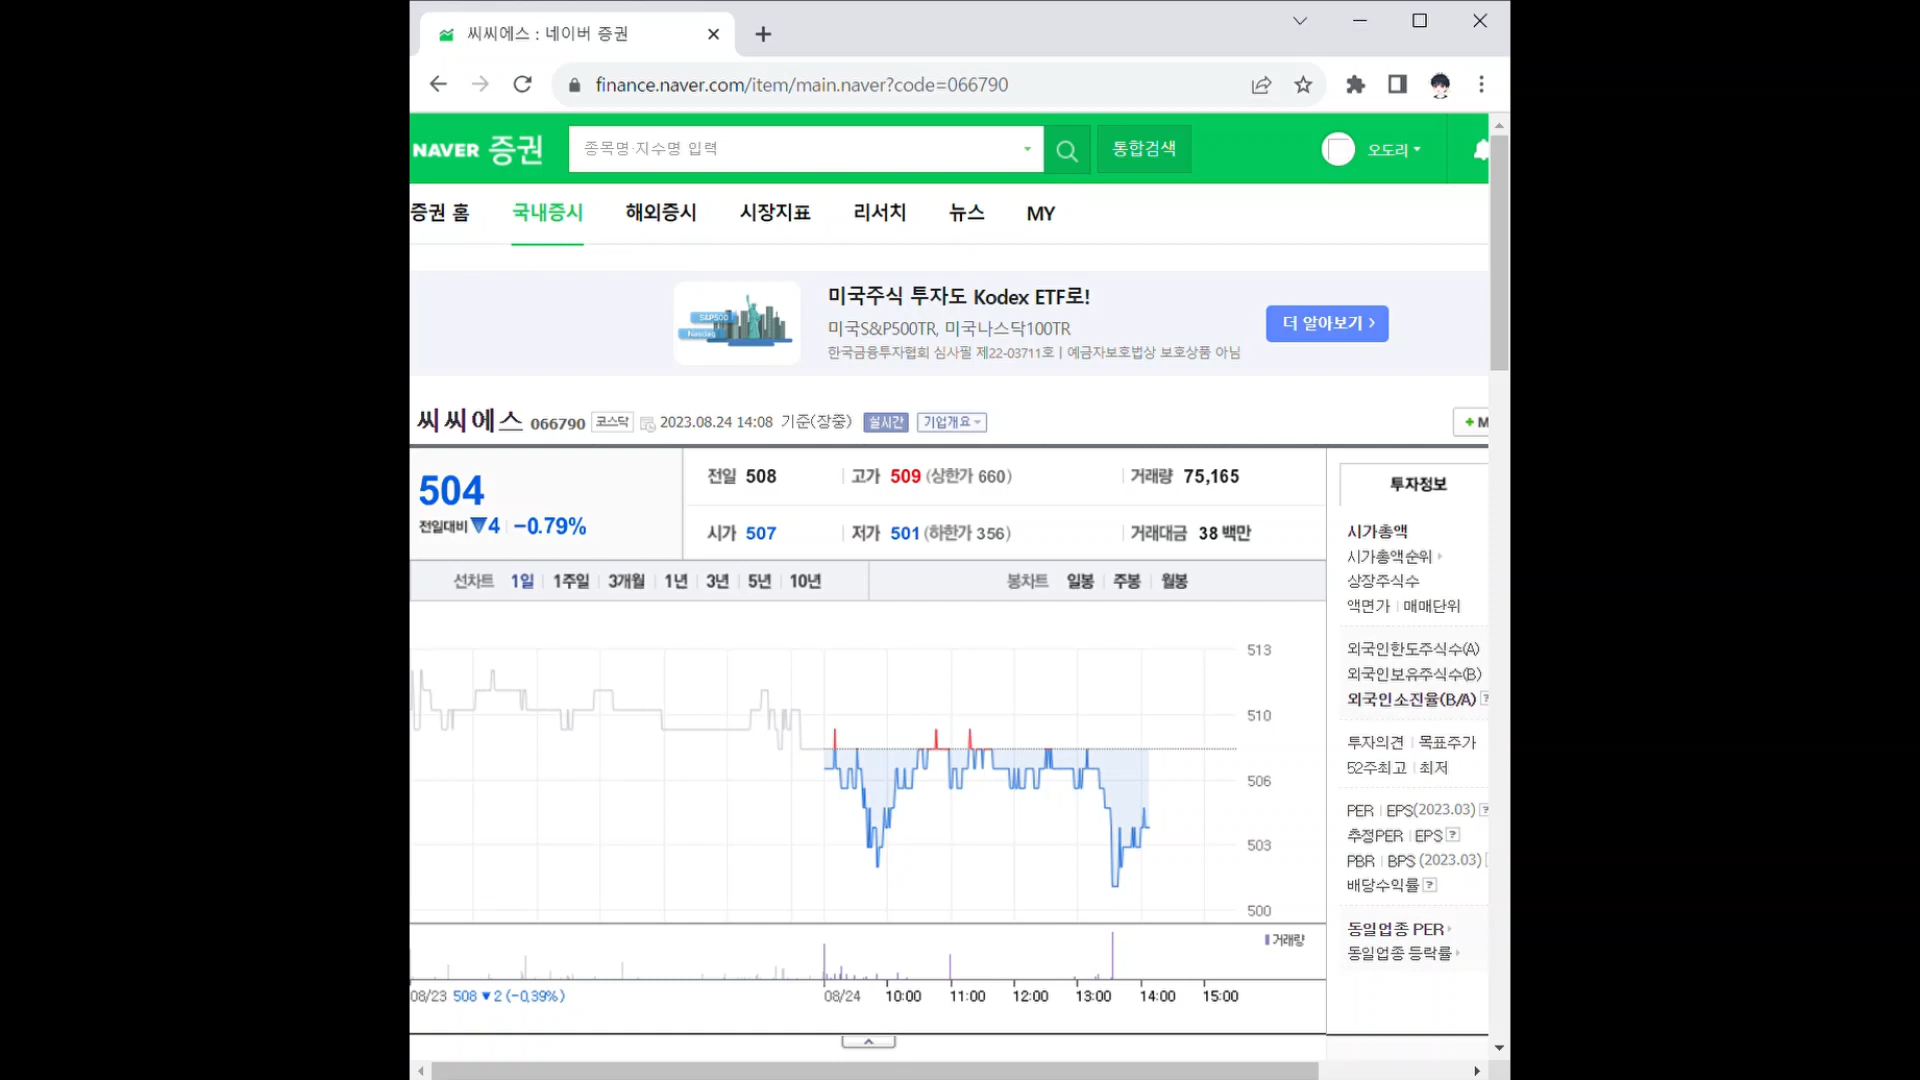 씨씨에스 : 네이버 증권
finance.naver.com/item/main.naver?code=066790
NAVER 증권
종목명·지수명 입력
통합검색
오도리
증권 홈 국내증시 해외증시 시장지표 리서치 뉴스 MY
S&P500
Nasdaq
미국주식 투자도 Kodex ETF로!
미국S&P500TR, 미국나스닥100TR
한국금융투자협회 심사필 제22-03711호 | 예금자보호법상 보호상품 아님
더 알아보기 >
씨씨에스 066790 코스닥 2023.08.24 14:08 기준(장중) 실시간 기업개요
+ M
504
전일대비 ▼4 -0.79%
전일 508 고가 509 (상한가 660) 거래량 75,165
시가 507 저가 501 (하한가 356) 거래대금 38 백만
선차트 1일 1주일 3개월 1년 3년 5년 10년 봉차트 일봉 주봉 월봉
513
510
506
503
500
거래량
08/23 508 ▼2 (-0.39%) 08/24 10:00 11:00 12:00 13:00 14:00 15:00
투자정보
시가총액
시가총액순위
상장주식수
액면가 | 매매단위
외국인한도주식수(A)
외국인보유주식수(B)
외국인소진율(B/A) ?
투자의견 | 목표주가
52주최고 | 최저
PER | EPS(2023.03) ?
추정PER | EPS ?
PBR | BPS (2023.03)
배당수익률 ?
동일업종 PER
동일업종 등락률